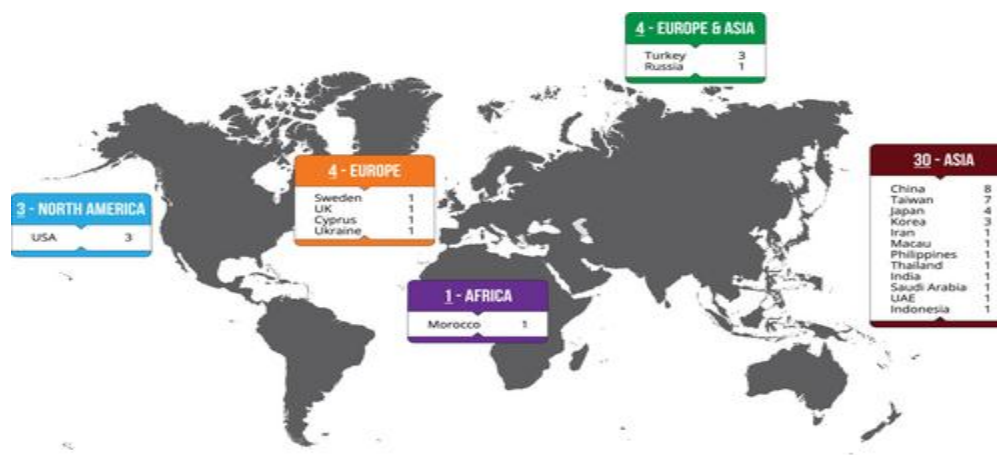 4 - EUROPE & ASIA
Turkey 3
Russia 1
30 - ASIA
China 8
Taiwan 7
Japan 4
Korea 3
Iran 1
Macau 1
Philippines 1
Thailand 1
India 1
Saudi Arabia 1
UAE 1
Indonesia 1
4 - EUROPE
Sweden 1
UK 1
Cyprus 1
Ukraine 1
3 - NORTH AMERICA
USA 3
1 - AFRICA
Morocco 1